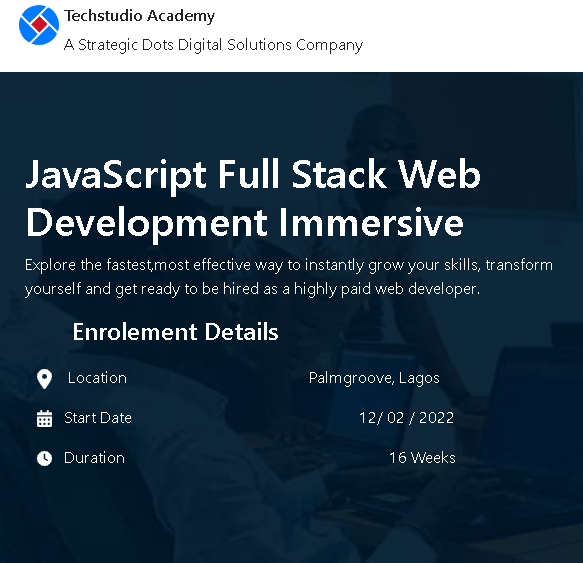 Techstudio Academy
A Strategic Dots Digital Solutions Company
JavaScript Full Stack Web
Development Immersive
Explore the fastest,most effective way to instantly grow your skills, transform
yourself and get ready to be hired as a highly paid web developer.
Enrolement Details
Location Palmgroove, Lagos
Start Date 12/ 02 / 2022
Duration 16 Weeks